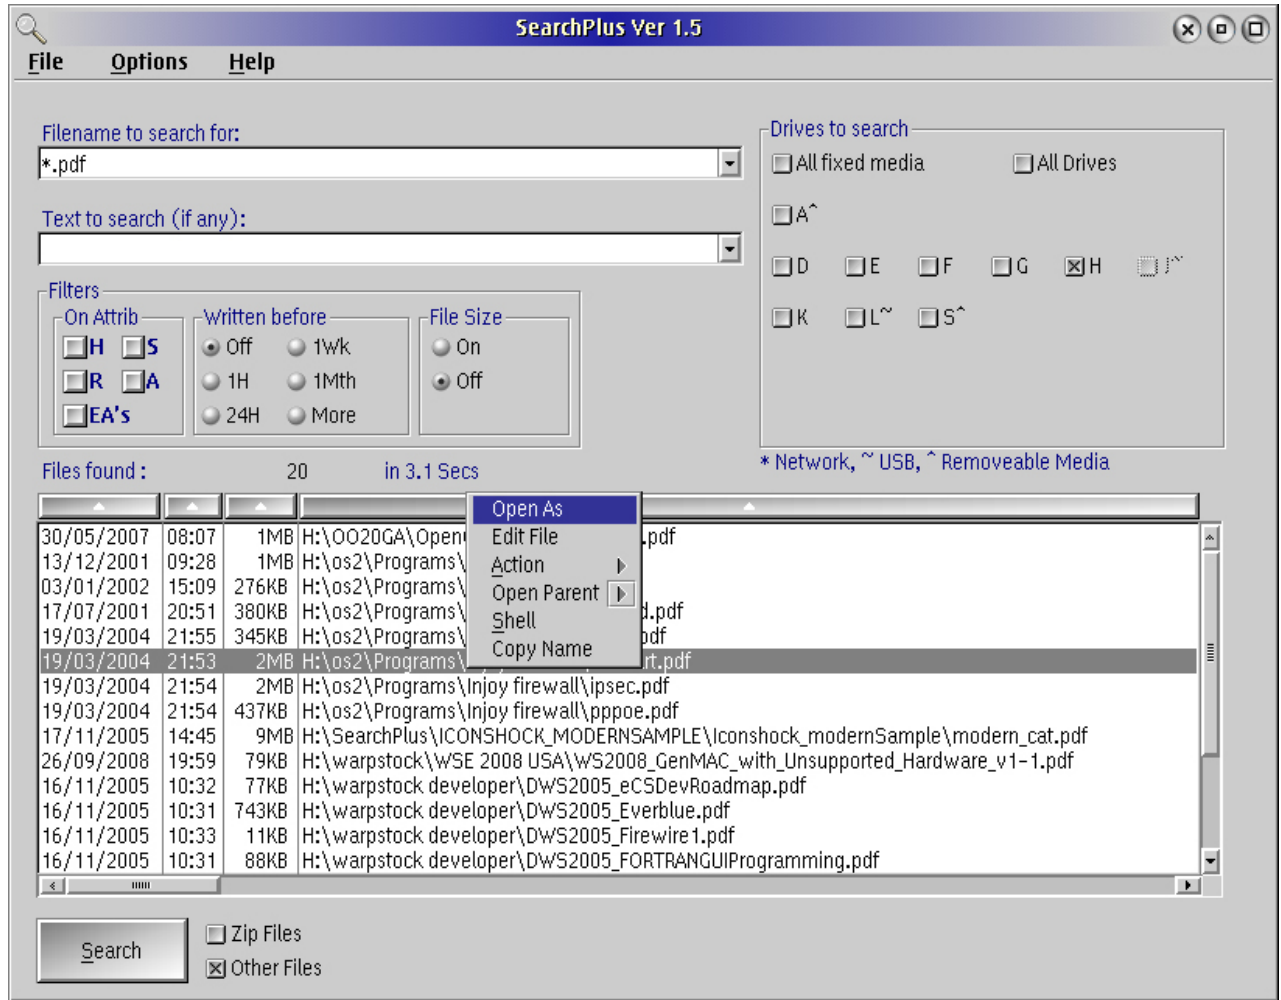 SearchPlus Ver 1.5
File Options Help
Filename to search for:
*.pdf
Text to search (if any):
Filters
On Attrib
H S
R A
EA's
Written before
Off 1Wk
1H 1Mth
24H More
File Size
On
Off
Drives to search
All fixed media All Drives
A^
D E F G H J~
K L~ S^
* Network, ~ USB, ^ Removeable Media
Files found : 20 in 3.1 Secs
Open As
Edit File
Action
Open Parent
Shell
Copy Name
30/05/2007 08:07 1MB H:\OO20GA\Open .pdf
13/12/2001 09:28 1MB H:\os2\Programs\
03/01/2002 15:09 276KB H:\os2\Programs\
17/07/2001 20:51 380KB H:\os2\Programs\ d.pdf
19/03/2004 21:55 345KB H:\os2\Programs\ pdf
19/03/2004 21:53 2MB H:\os2\Programs\ rt.pdf
19/03/2004 21:54 2MB H:\os2\Programs\Injoy firewall\ipsec.pdf
19/03/2004 21:54 437KB H:\os2\Programs\Injoy firewall\pppoe.pdf
17/11/2005 14:45 9MB H:\SearchPlus\ICONSHOCK_MODERNSAMPLE\Iconshock_modernSample\modern_cat.pdf
26/09/2008 19:59 79KB H:\warpstock\WSE 2008 USA\WS2008_GenMAC_with_Unsupported_Hardware_v1-1.pdf
16/11/2005 10:32 77KB H:\warpstock developer\DWS2005_eCSDevRoadmap.pdf
16/11/2005 10:31 743KB H:\warpstock developer\DWS2005_Everblue.pdf
16/11/2005 10:33 11KB H:\warpstock developer\DWS2005_Firewire1.pdf
16/11/2005 10:31 88KB H:\warpstock developer\DWS2005_FORTRANGUIProgramming.pdf
Search
Zip Files
Other Files